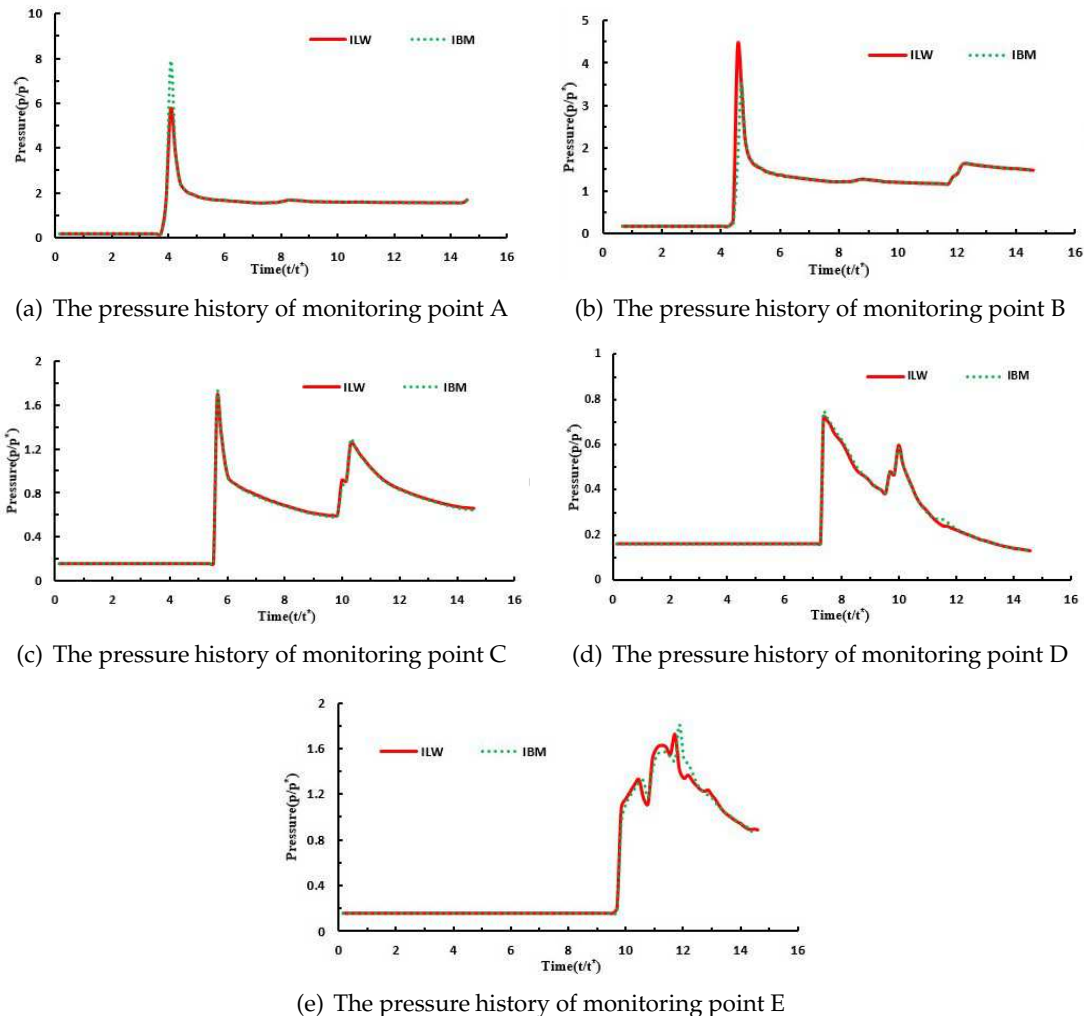 10
8
6
4
2
0
Pressure(p/p*)
ILW
IBM
0 2 4 6 8 10 12 14 16
Time(t/t*)
(a) The pressure history of monitoring point A
5
4
3
2
1
0
Pressure(p/p*)
ILW
IBM
0 2 4 6 8 10 12 14 16
Time(t/t*)
(b) The pressure history of monitoring point B
2
1.6
1.2
0.8
0.4
0
Pressure(p/p*)
ILW
IBM
0 2 4 6 8 10 12 14 16
Time(t/t*)
(c) The pressure history of monitoring point C
1
0.8
0.6
0.4
0.2
0
Pressure(p/p*)
ILW
IBM
0 2 4 6 8 10 12 14 16
Time(t/t*)
(d) The pressure history of monitoring point D
2
1.6
1.2
0.8
0.4
0
Pressure(p/p*)
ILW
IBM
0 2 4 6 8 10 12 14 16
Time(t/t*)
(e) The pressure history of monitoring point E